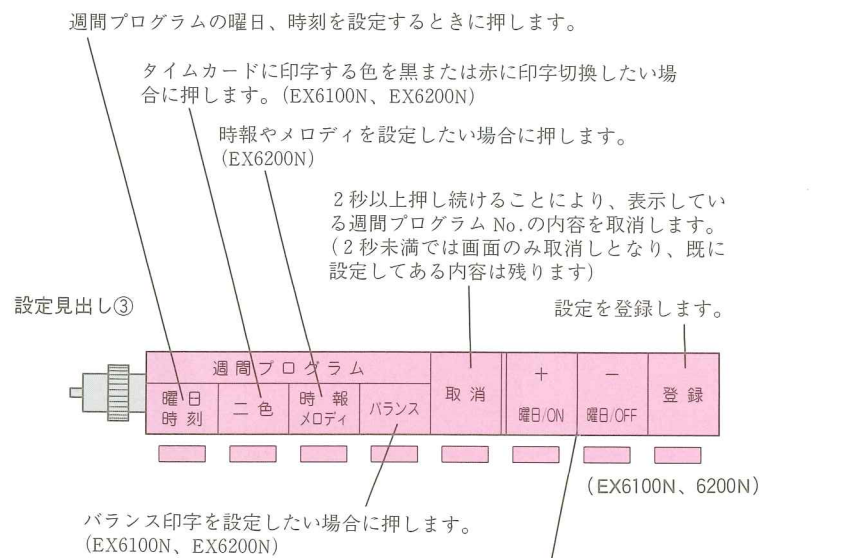 週間プログラムの曜日、時刻を設定するときに押します。
タイムカードに印字する色を黒または赤に印字切換したい場
合に押します。(EX6100N、EX6200N)
時報やメロディを設定したい場合に押します。
(EX6200N)
2秒以上押し続けることにより、表示してい
る週間プログラム No.の内容を取消します。
(2秒未満では画面のみ取消しとなり、既に
設定してある内容は残ります)
設定見出し③
設定を登録します。
週間プログラム
曜日
時刻
二色
時報
メロディ
バランス
取消
+
曜日/ON
−
曜日/OFF
登録
(EX6100N、6200N)
バランス印字を設定したい場合に押します。
(EX6100N、EX6200N)